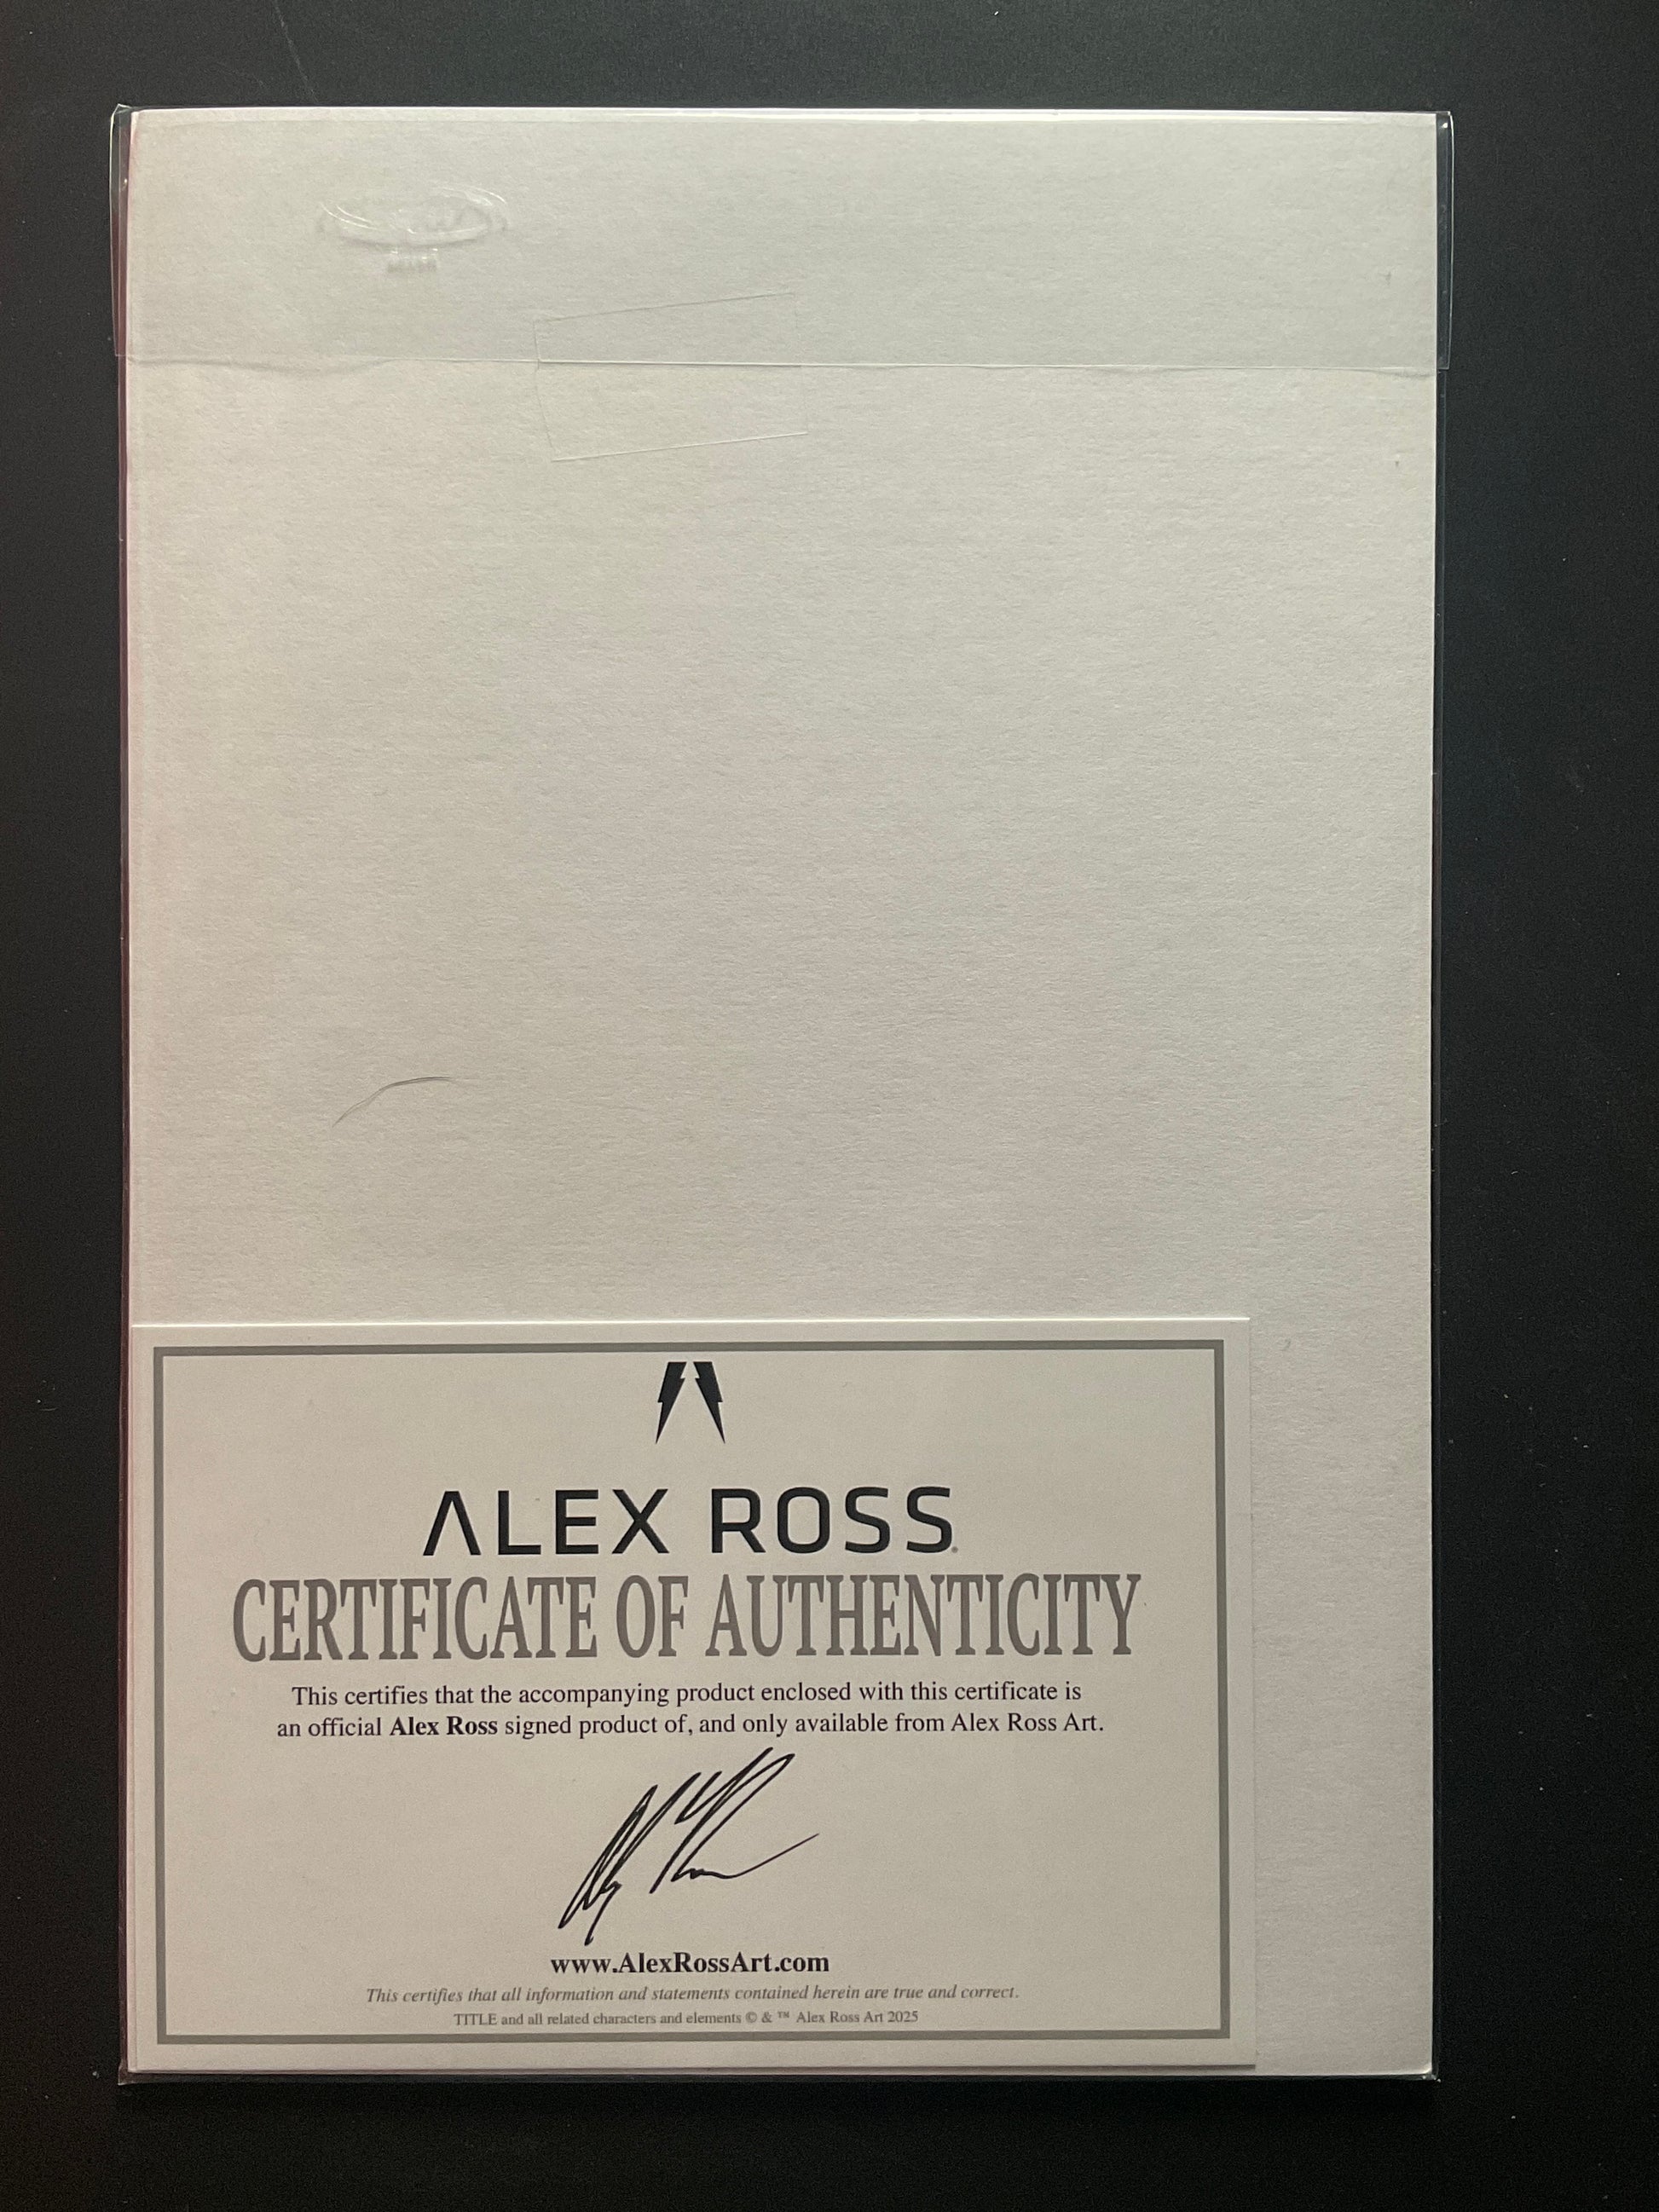 ALEX ROSS.
CERTIFICATE OF AUTHENTICITY
This certifies that the accompanying product enclosed with this certificate is
an official Alex Ross signed product of, and only available from Alex Ross Art.
Alex Ross
www.AlexRossArt.com
This certifies that all information and statements contained herein are true and correct.
TITLE and all related characters and elements © & ™ Alex Ross Art 2025